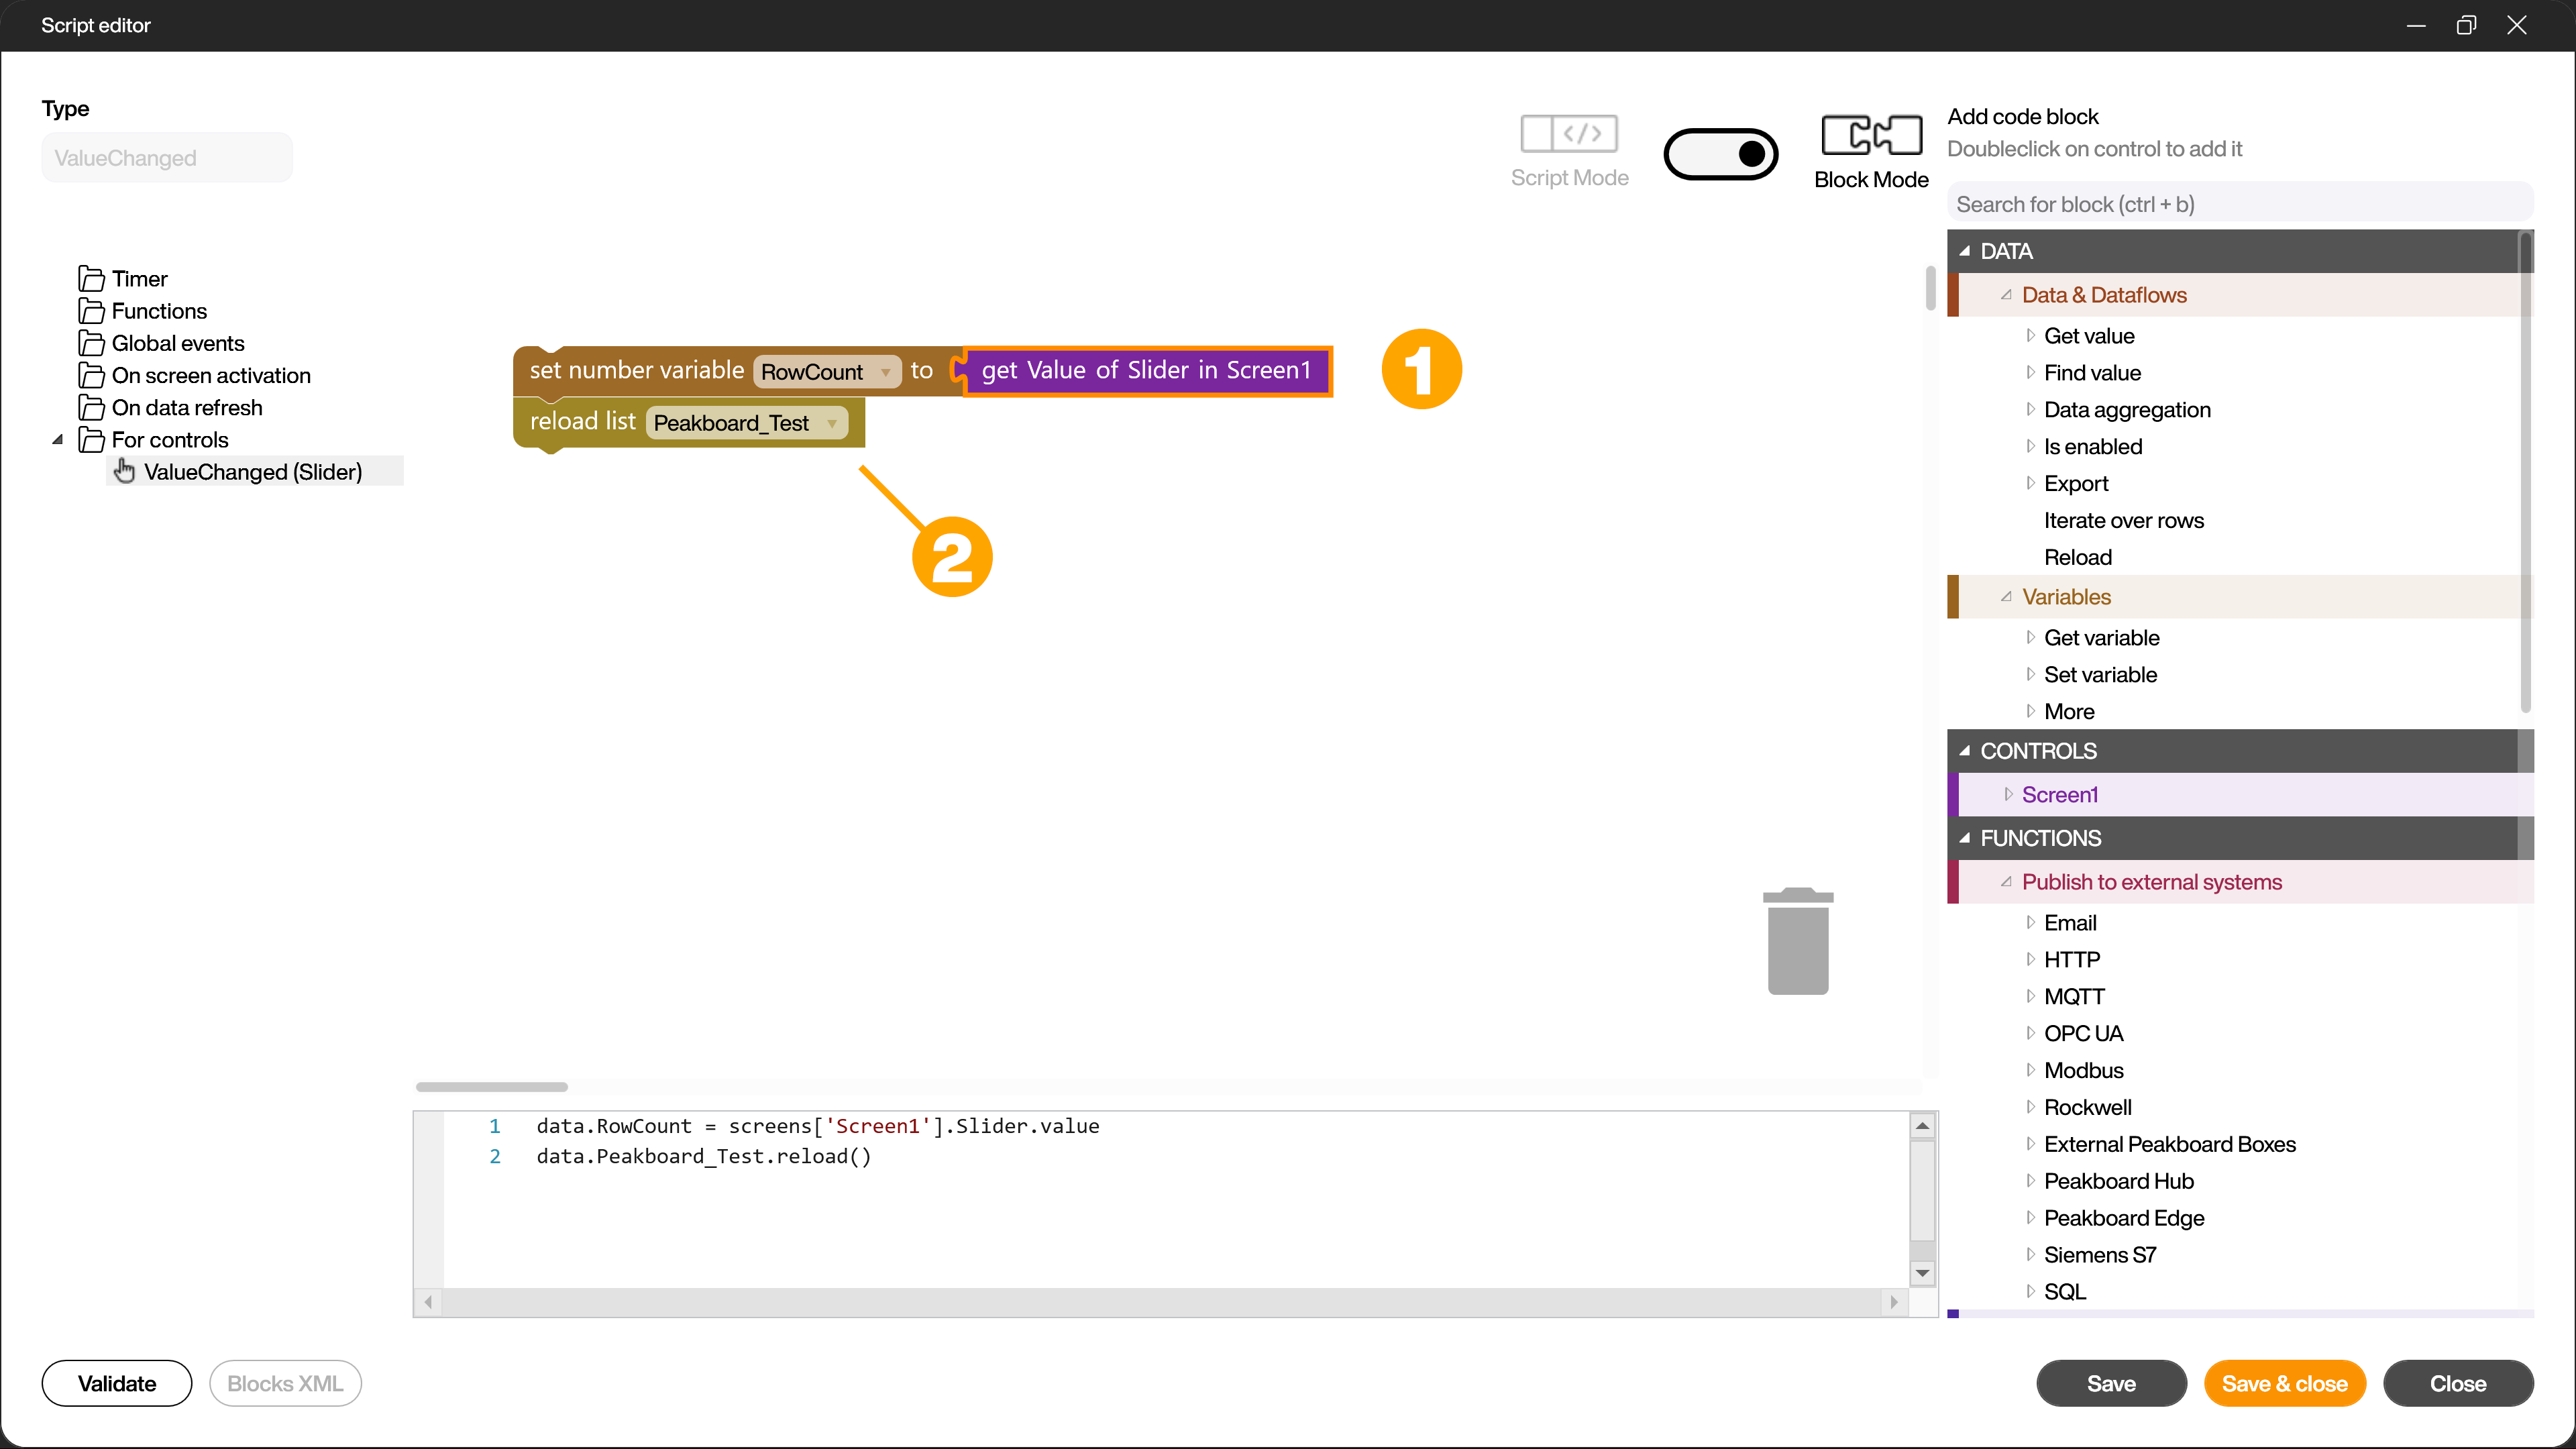 Script editor
Type
ValueChanged
Script Mode
Block Mode
Add code block
Doubleclick on control to add it
Search for block (ctrl + b)
Timer
Functions
Global events
On screen activation
On data refresh
For controls
ValueChanged (Slider)
set number variable RowCount to get Value of Slider in Screen1
1
reload list Peakboard_Test
2
1 data.RowCount = screens['Screen1'].Slider.value
2 data.Peakboard_Test.reload()
DATA
Data & Dataflows
Get value
Find value
Data aggregation
Is enabled
Export
Iterate over rows
Reload
Variables
Get variable
Set variable
More
CONTROLS
Screen1
FUNCTIONS
Publish to external systems
Email
HTTP
MQTT
OPC UA
Modbus
Rockwell
External Peakboard Boxes
Peakboard Hub
Peakboard Edge
Siemens S7
SQL
Validate
Blocks XML
Save
Save & close
Close